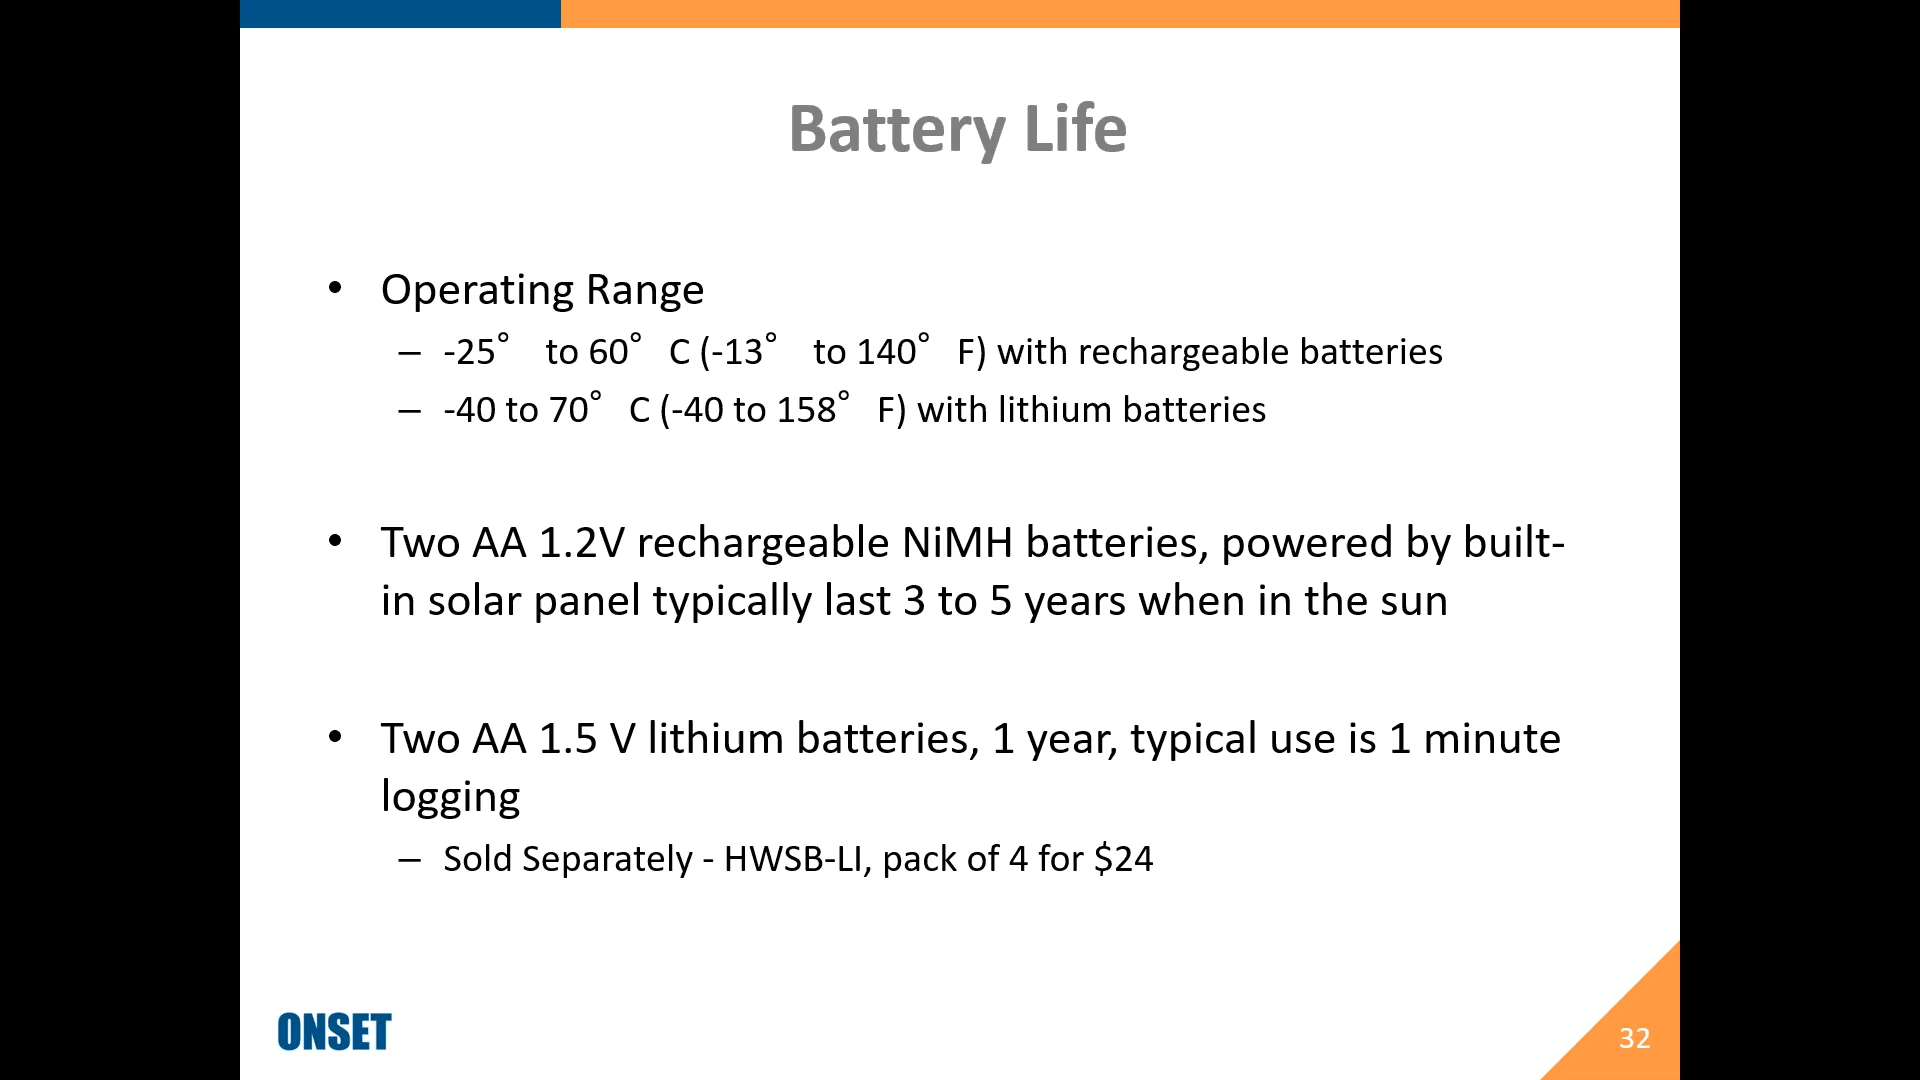 Battery Life
• Operating Range
– -25° to 60° C (-13° to 140° F) with rechargeable batteries
– -40 to 70° C (-40 to 158° F) with lithium batteries
• Two AA 1.2V rechargeable NiMH batteries, powered by built-
in solar panel typically last 3 to 5 years when in the sun
• Two AA 1.5 V lithium batteries, 1 year, typical use is 1 minute
logging
– Sold Separately - HWSB-LI, pack of 4 for $24
ONSET
32